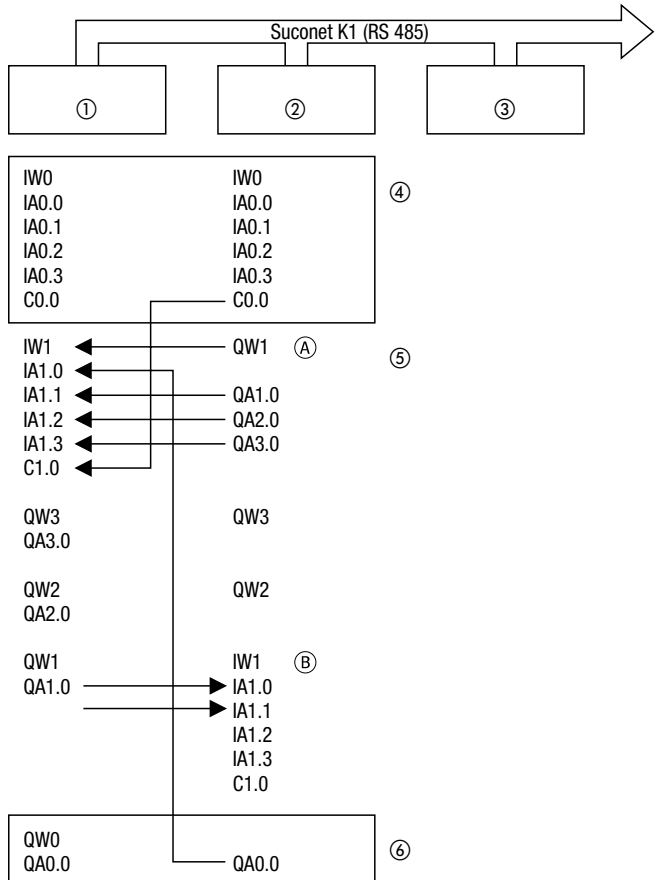 Suconet K1 (RS 485)
① ② ③
IW0 IW0 ④
IA0.0 IA0.0
IA0.1 IA0.1
IA0.2 IA0.2
IA0.3 IA0.3
C0.0 C0.0
IW1 QW1 Ⓐ ⑤
IA1.0
IA1.1 QA1.0
IA1.2 QA2.0
IA1.3 QA3.0
C1.0
QW3 QW3
QA3.0
QW2 QW2
QA2.0
QW1 IW1 Ⓑ
QA1.0 IA1.0
IA1.1
IA1.2
IA1.3
C1.0
QW0 ⑥
QA0.0 QA0.0